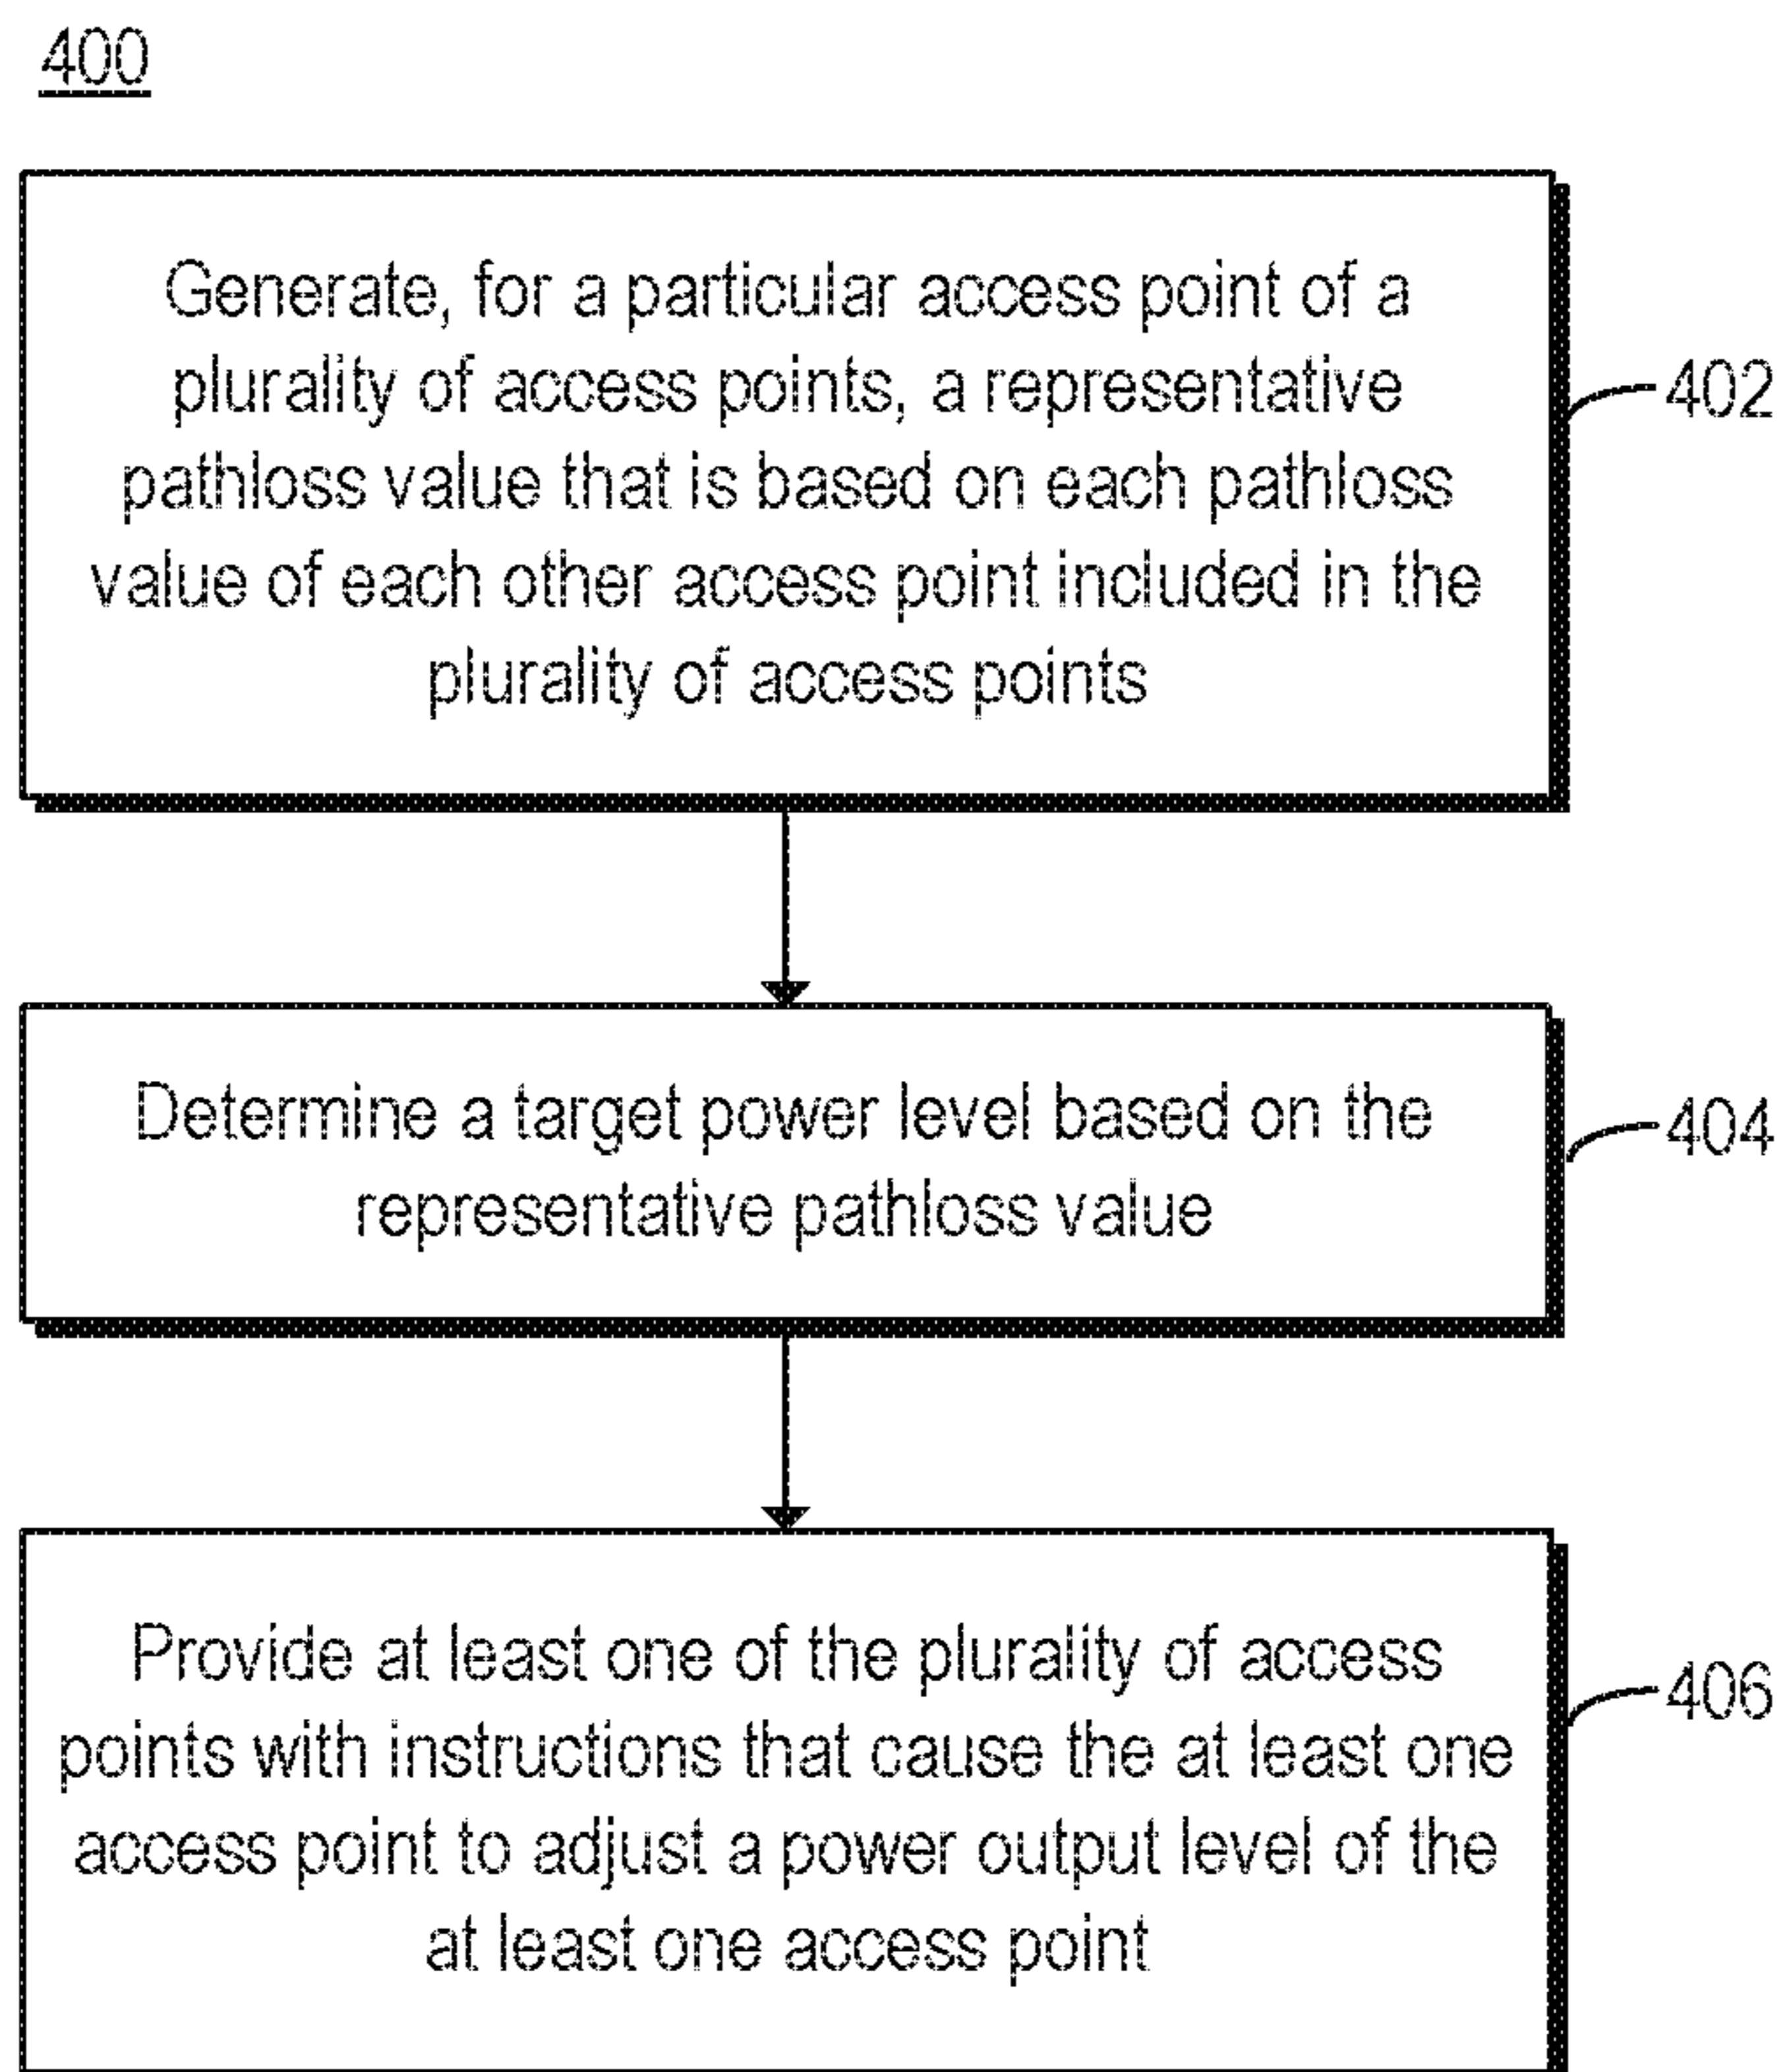 400
Generate, for a particular access point of a
plurality of access points, a representative
pathloss value that is based on each pathloss
value of each other access point included in the
plurality of access points
402
Determine a target power level based on the
representative pathloss value
404
Provide at least one of the plurality of access
points with instructions that cause the at least one
access point to adjust a power output level of the
at least one access point
406